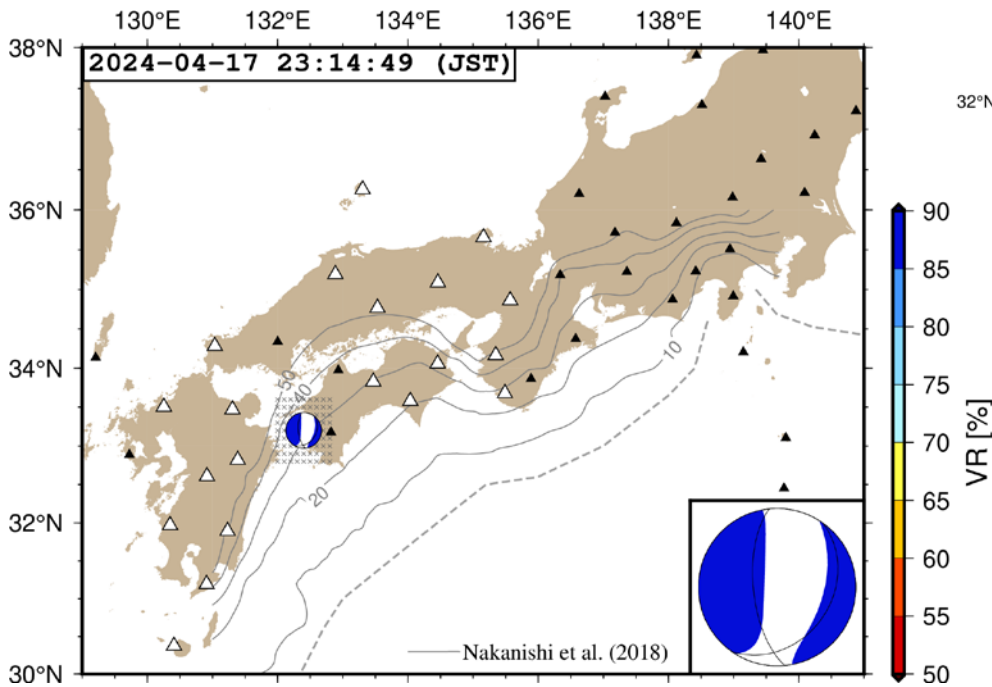 130°E 132°E 134°E 136°E 138°E 140°E
38°N
2024-04-17 23:14:49 (JST)
32°N
36°N
90
85
80
75
70
65
60
55
50
VR [%]
50
40
10
34°N
20
32°N
30°N
Nakanishi et al. (2018)